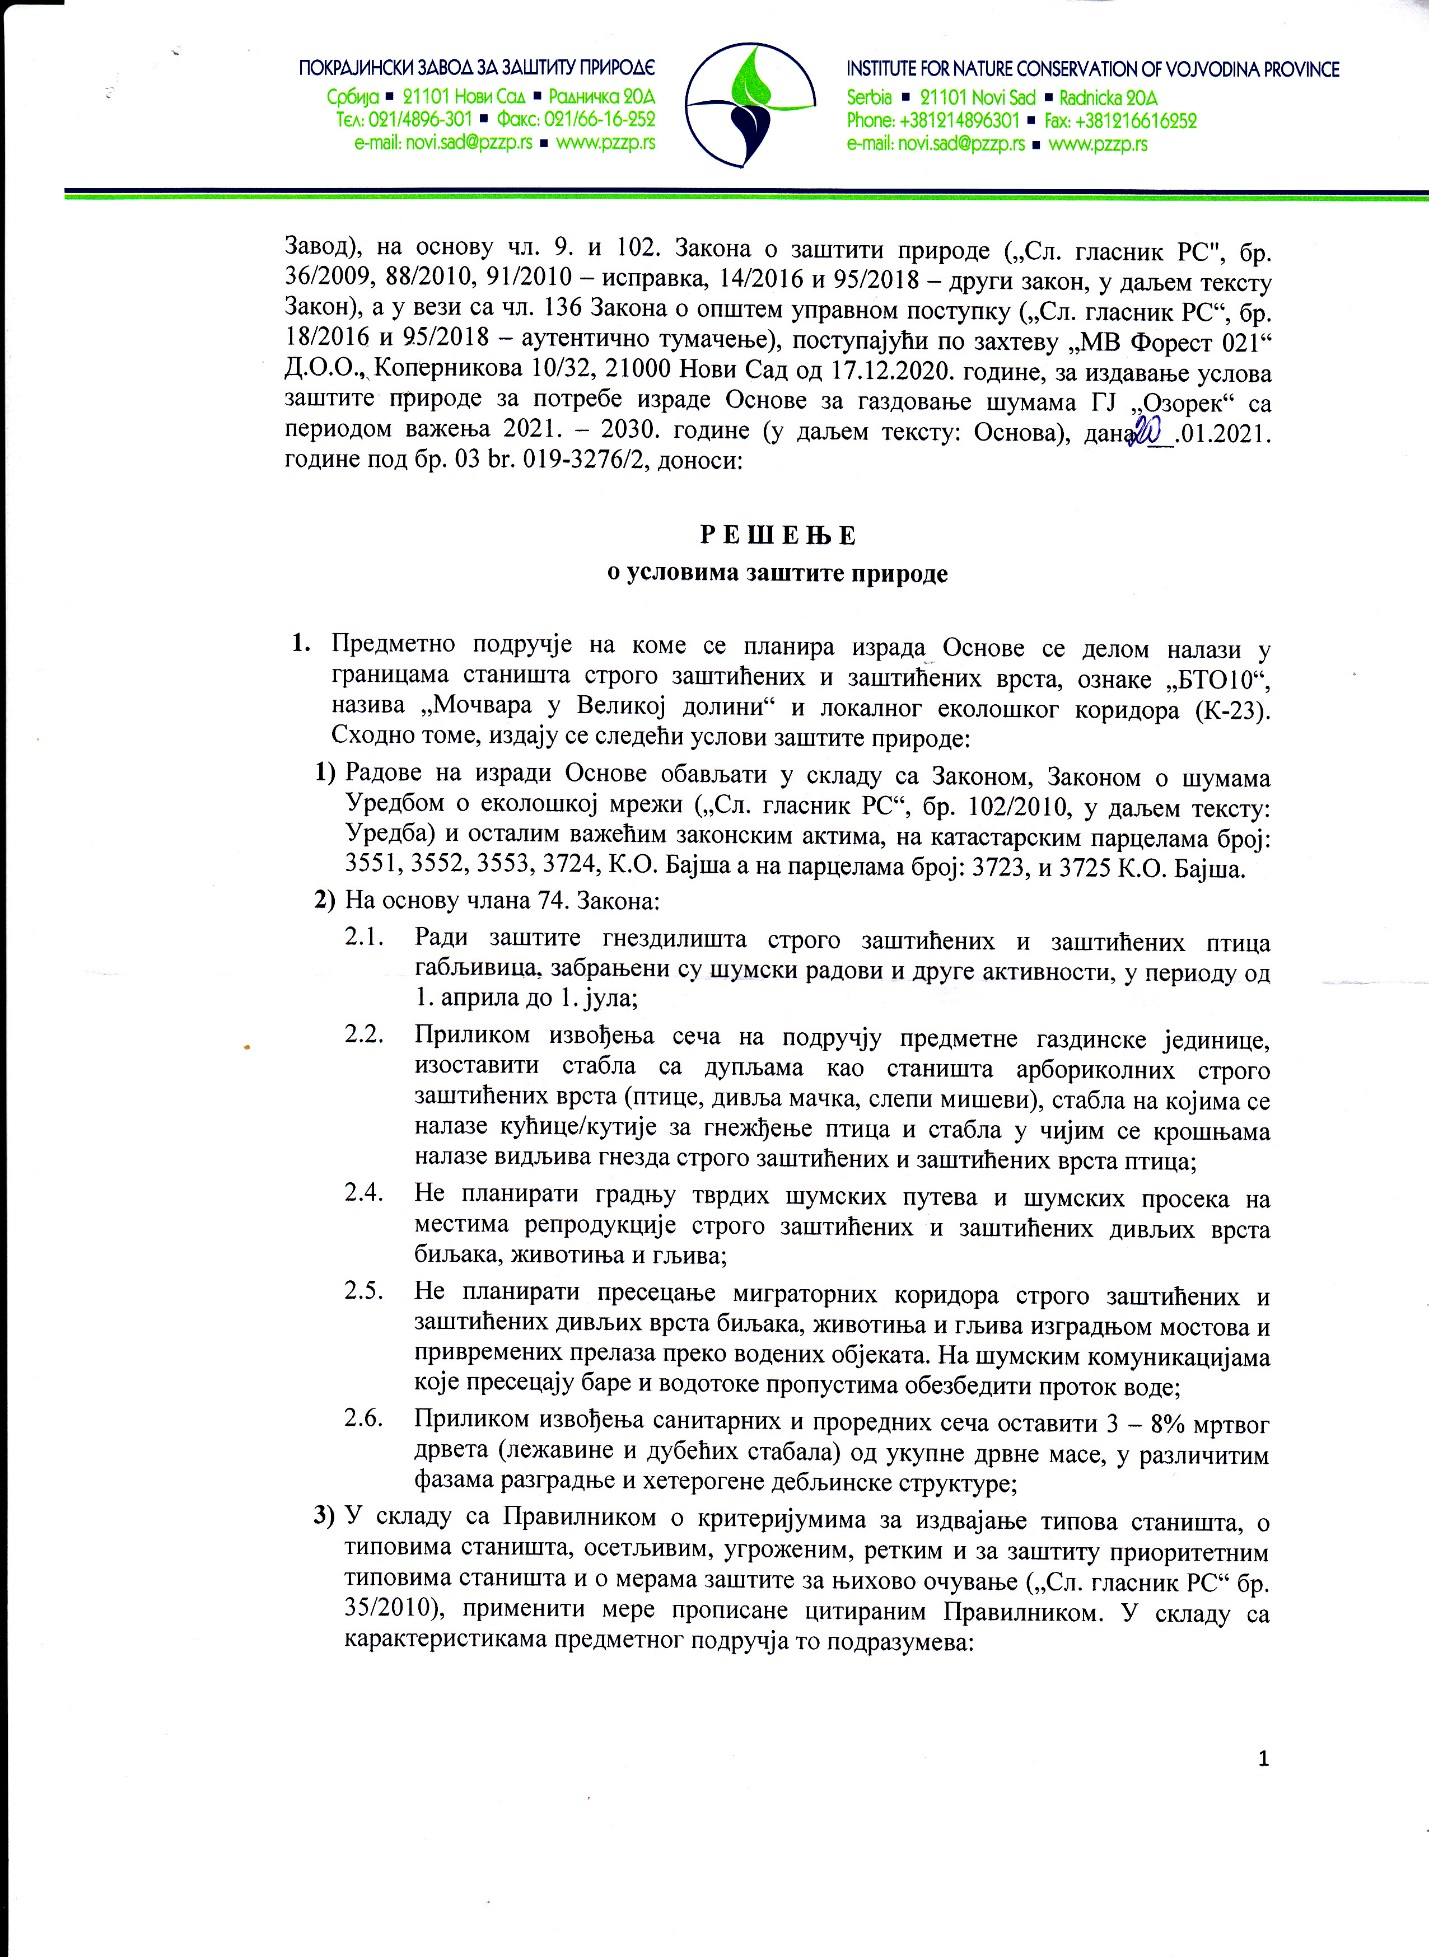 ПОКРАЈИНСКИ ЗАВОД ЗА ЗАШТИТУ ПРИРОДЕ
Србија ▪ 21101 Нови Сад ▪ Радничка 20А
Тел: 021/4896-301 ▪ Факс: 021/66-16-252
e-mail: novi.sad@pzzp.rs ▪ www.pzzp.rs
INSTITUTE FOR NATURE CONSERVATION OF VOJVODINA PROVINCE
Serbia ▪ 21101 Novi Sad ▪ Radnicka 20A
Phone: +381214896301 ▪ Fax: +381216616252
e-mail: novi.sad@pzzp.rs ▪ www.pzzp.rs
Завод), на основу чл. 9. и 102. Закона о заштити природе („Сл. гласник РС", бр.
36/2009, 88/2010, 91/2010 – исправка, 14/2016 и 95/2018 – други закон, у даљем тексту
Закон), а у вези са чл. 136 Закона о општем управном поступку („Сл. гласник РС“, бр.
18/2016 и 95/2018 – аутентично тумачење), поступајући по захтеву „МВ Форест 021“
Д.О.О., Коперникова 10/32, 21000 Нови Сад од 17.12.2020. године, за издавање услова
заштите природе за потребе израде Основе за газдовање шумама ГЈ „Озорек“ са
периодом важења 2021. – 2030. године (у даљем тексту: Основа), дана 20.01.2021.
године под бр. 03 br. 019-3276/2, доноси:
Р Е Ш Е Њ Е
о условима заштите природе
1. Предметно подручје на коме се планира израда Основе се делом налази у
границама станишта строго заштићених и заштићених врста, ознаке „БТО10“,
назива „Мочвара у Великој долини“ и локалног еколошког коридора (К-23).
Сходно томе, издају се следећи услови заштите природе:
1) Радове на изради Основе обављати у складу са Законом, Законом о шумама
Уредбом о еколошкој мрежи („Сл. гласник РС“, бр. 102/2010, у даљем тексту:
Уредба) и осталим важећим законским актима, на катастарским парцелама број:
3551, 3552, 3553, 3724, К.О. Бајша а на парцелама број: 3723, и 3725 К.О. Бајша.
2) На основу члана 74. Закона:
2.1. Ради заштите гнездилишта строго заштићених и заштићених птица
габљивица, забрањени су шумски радови и друге активности, у периоду од
1. априла до 1. јула;
2.2. Приликом извођења сеча на подручју предметне газдинске јединице,
изоставити стабла са дупљама као станишта арбориколних строго
заштићених врста (птице, дивља мачка, слепи мишеви), стабла на којима се
налазе кућице/кутије за гнежђење птица и стабла у чијим се крошњама
налазе видљива гнезда строго заштићених и заштићених врста птица;
2.4. Не планирати градњу тврдих шумских путева и шумских просека на
местима репродукције строго заштићених и заштићених дивљих врста
биљака, животиња и гљива;
2.5. Не планирати пресецање миграторних коридора строго заштићених и
заштићених дивљих врста биљака, животиња и гљива изградњом мостова и
привремених прелаза преко водених објеката. На шумским комуникацијама
које пресецају баре и водотоке пропустима обезбедити проток воде;
2.6. Приликом извођења санитарних и проредних сеча оставити 3 – 8% мртвог
дрвета (лежавине и дубећих стабала) од укупне дрвне масе, у различитим
фазама разградње и хетерогене дебљинске структуре;
3) У складу са Правилником о критеријумима за издвајање типова станишта, о
типовима станишта, осетљивим, угроженим, ретким и за заштиту приоритетним
типовима станишта и о мерама заштите за њихово очување („Сл. гласник РС“ бр.
35/2010), применити мере прописане цитираним Правилником. У складу са
карактеристикама предметног подручја то подразумева:
1